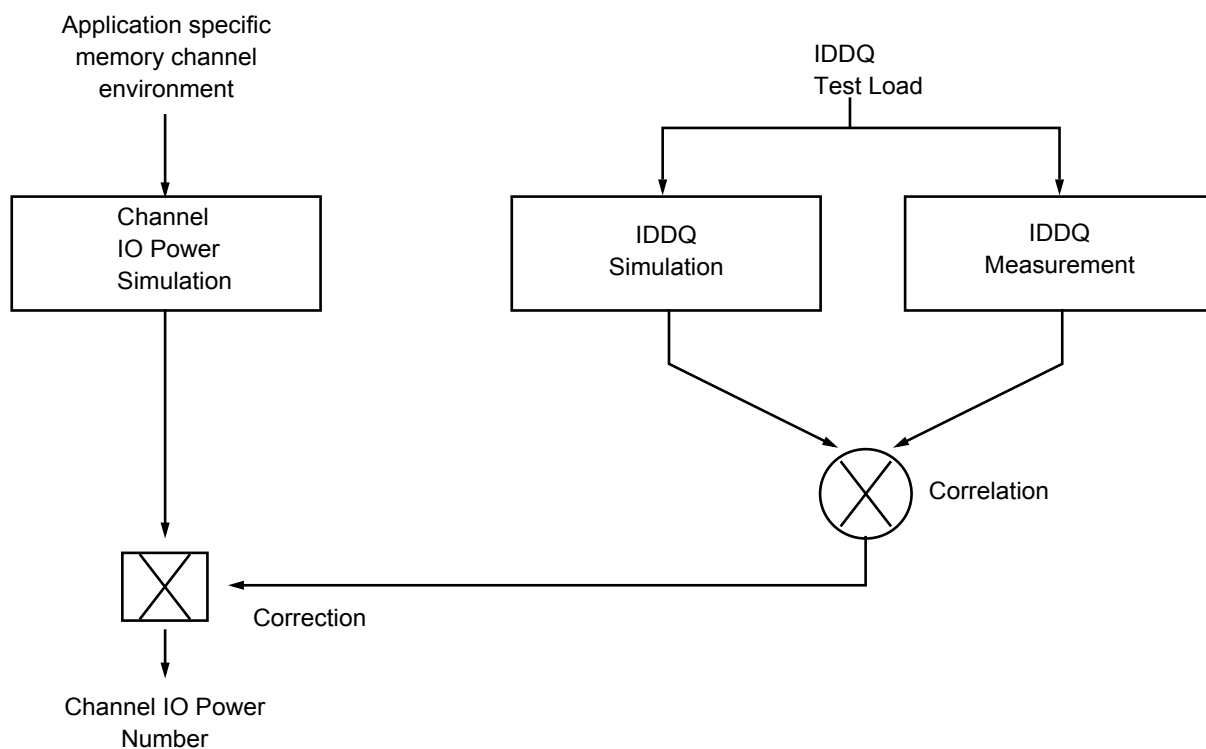 Application specific
memory channel
environment
IDDQ
Test Load
Channel
IO Power
Simulation
IDDQ
Simulation
IDDQ
Measurement
Correlation
Correction
Channel IO Power
Number